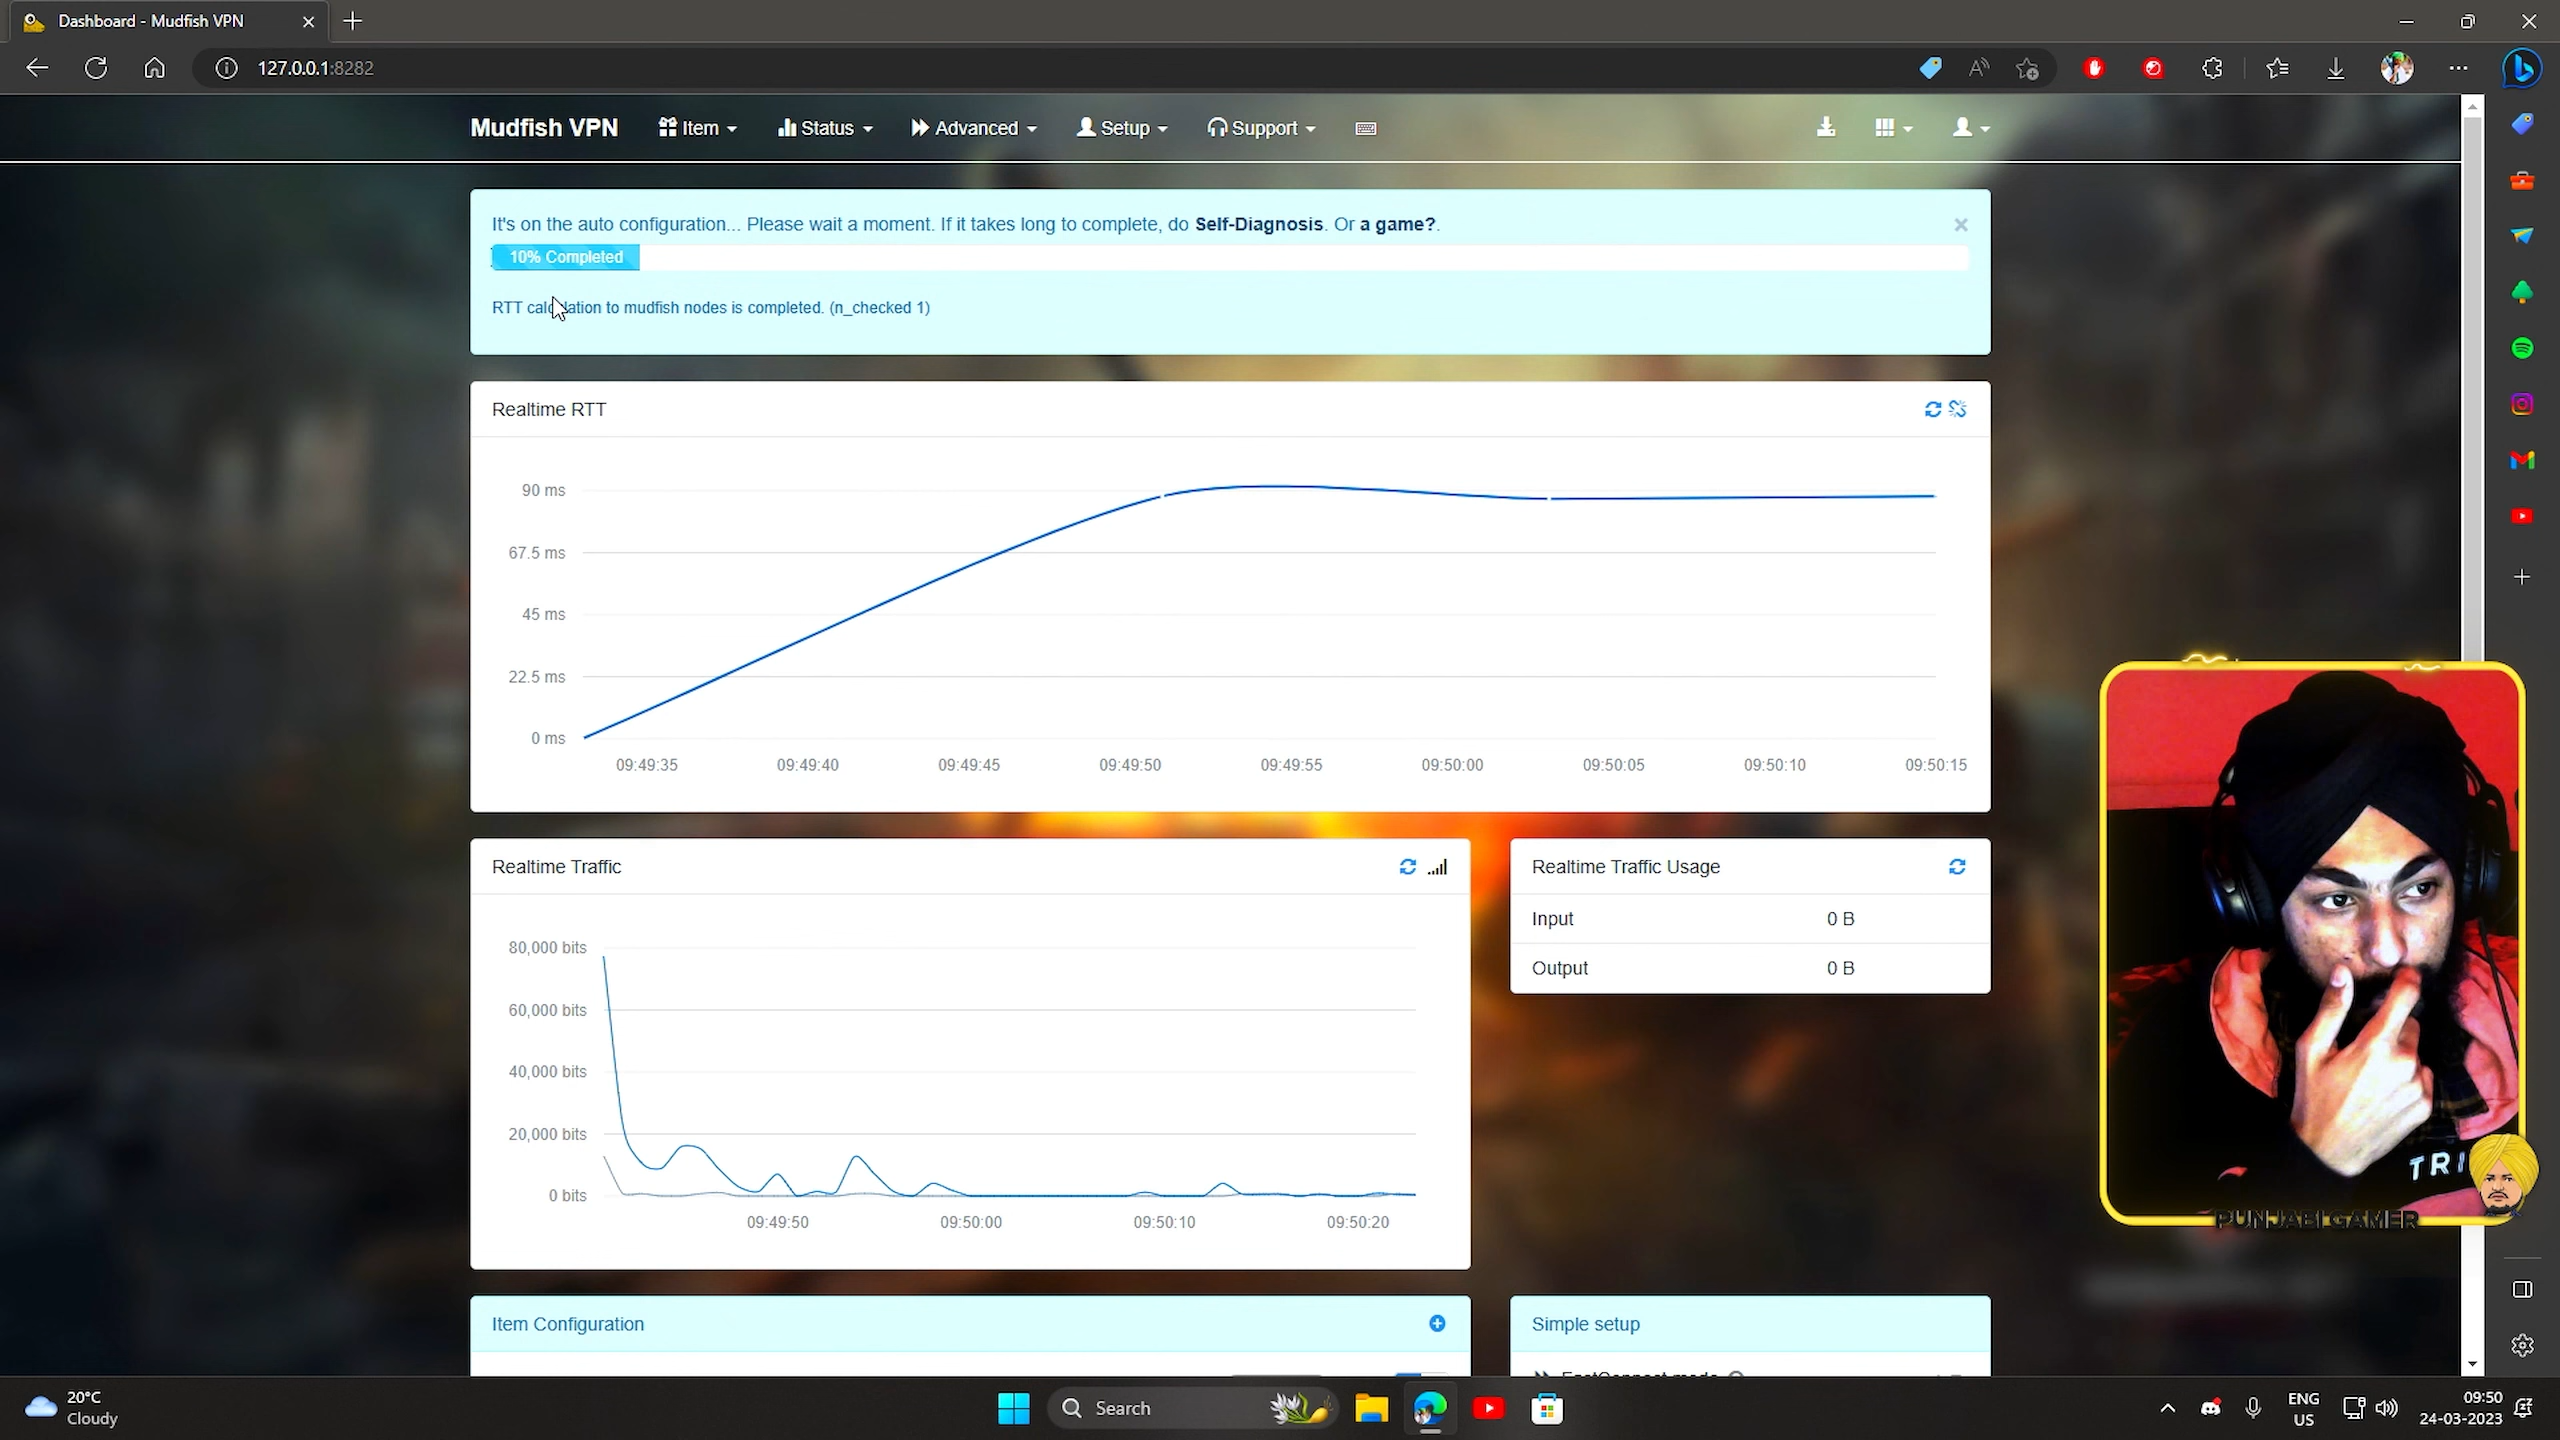 Dashboard - Mudfish VPN
127.0.0.1:8282
Mudfish VPN
Item
Status
Advanced
Setup
Support
It's on the auto configuration... Please wait a moment. If it takes long to complete, do Self-Diagnosis. Or a game?.
10% Completed
RTT calculation to mudfish nodes is completed. (n_checked 1)
Realtime RTT
90 ms
67.5 ms
45 ms
22.5 ms
0 ms
09:49:35 09:49:40 09:49:45 09:49:50 09:49:55 09:50:00 09:50:05 09:50:10 09:50:15
Realtime Traffic
80,000 bits
60,000 bits
40,000 bits
20,000 bits
0 bits
09:49:50 09:50:00 09:50:10 09:50:20
Realtime Traffic Usage
Input 0 B
Output 0 B
Item Configuration
Simple setup
FastConnect mode
TRI
PUNJABI GAMER
20°C
Cloudy
Search
ENG
US
09:50
24-03-2023